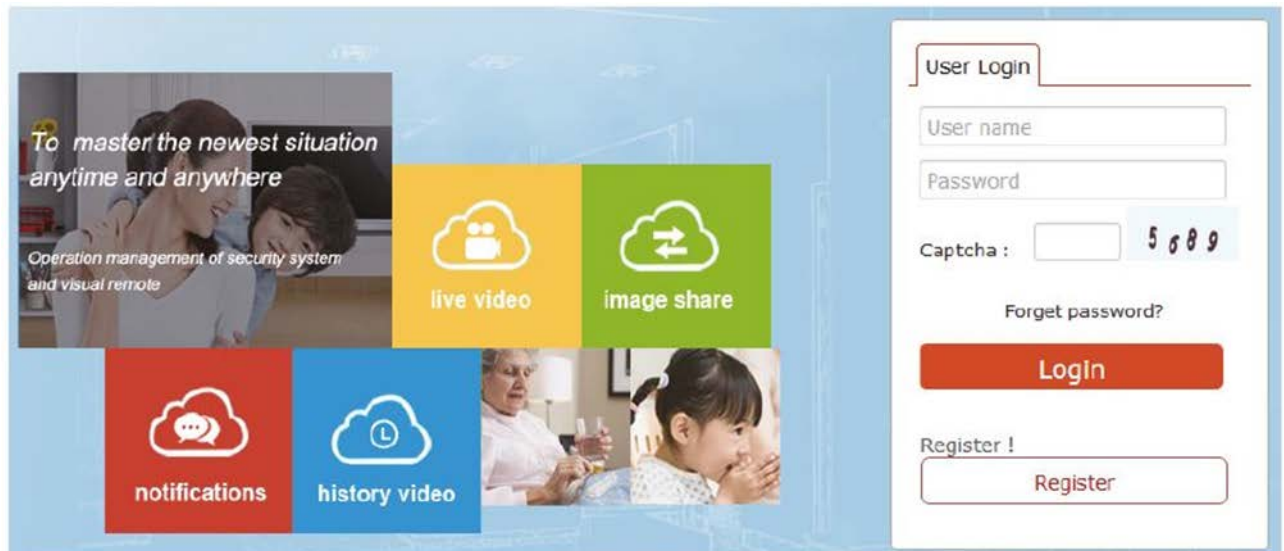 To master the newest situation
anytime and anywhere
Operation management of security system
and visual remote
live video
image share
notifications
history video
User Login
User name
Password
Captcha :
5689
Forget password?
Login
Register !
Register